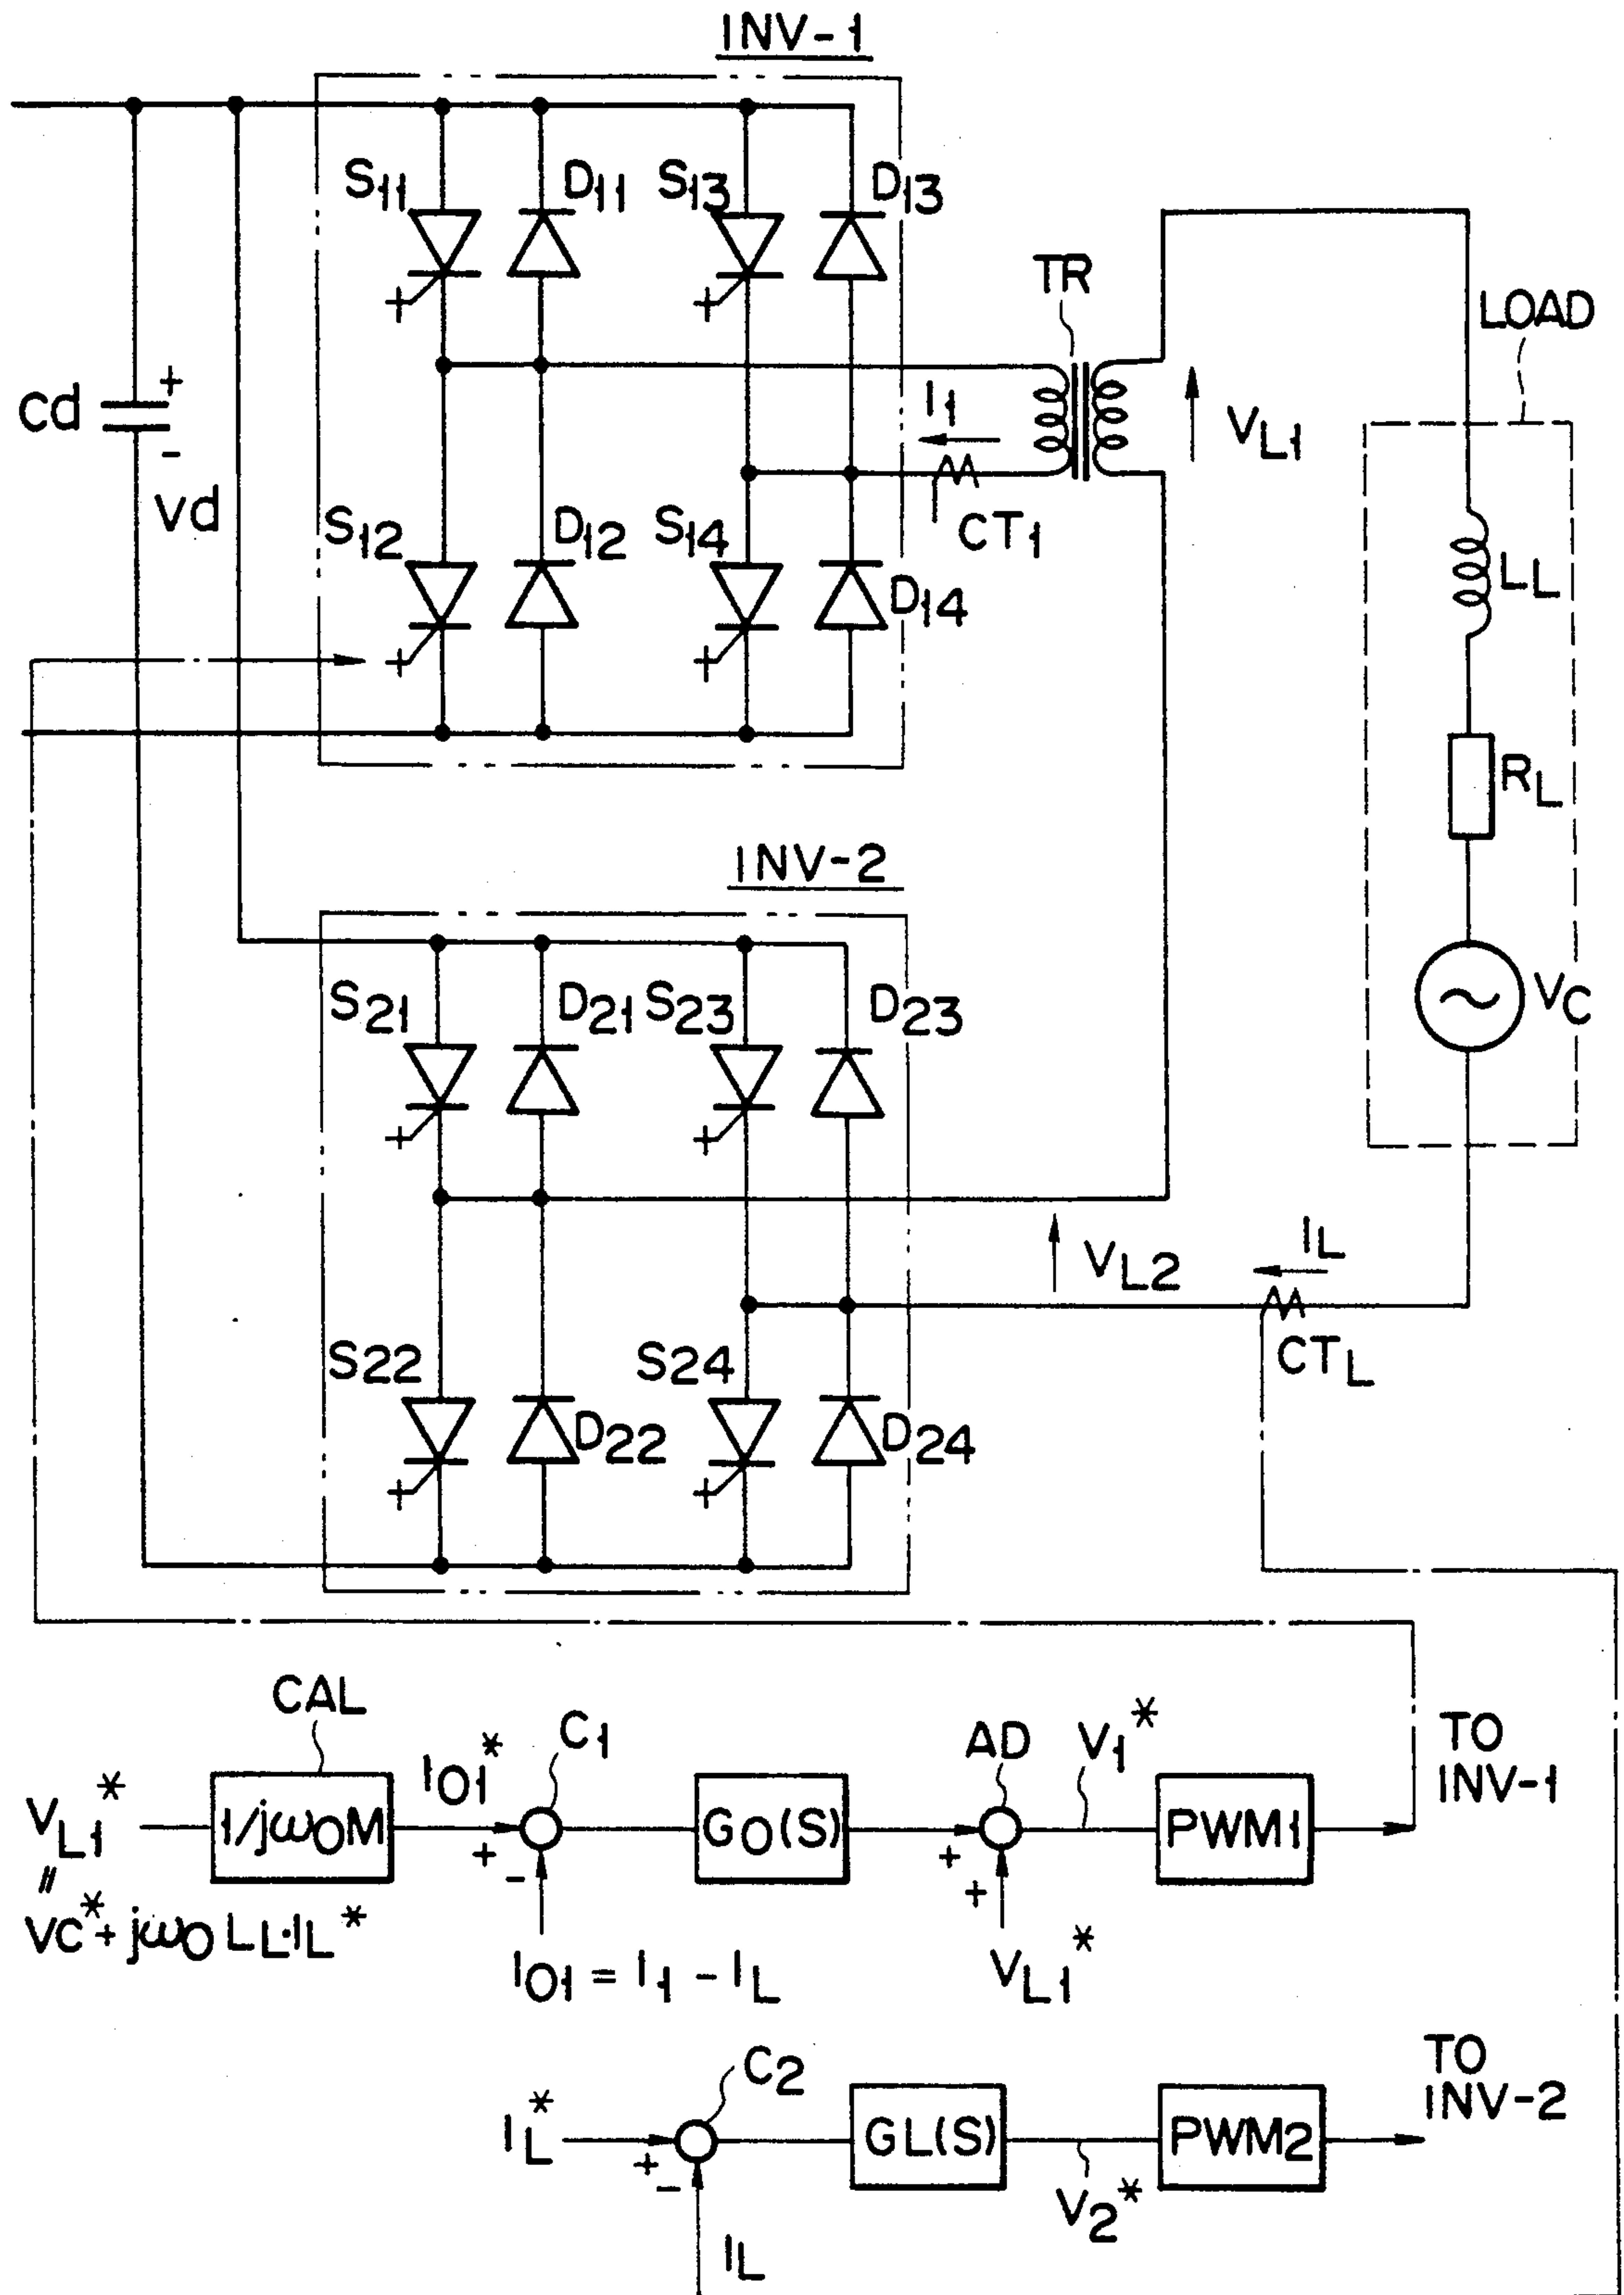 INV-1
S11
D11
S13
D13
TR
LOAD
Cd
+
-
Vd
I1
VL1
CT1
S12
D12
S14
D14
LL
RL
INV-2
S21
D21
S23
D23
VC
VL2
IL
CTL
S22
D22
S24
D24
CAL
VL1*
〃
VC*+jω0LL·IL*
1/jω0M
I01*
C1
+
-
I01 = I1 - IL
G0(S)
AD
+
+
VL1*
V1*
PWM1
TO
INV-1
IL*
C2
+
-
IL
GL(S)
V2*
PWM2
TO
INV-2